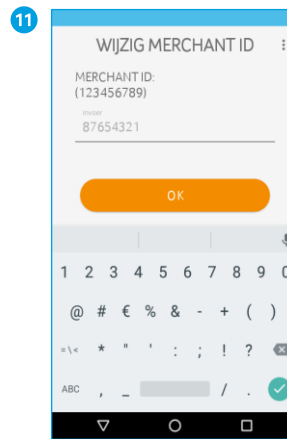 11
WIJZIG MERCHANT ID
MERCHANT ID:
(123456789)
invoer
87654321
OK
1 2 3 4 5 6 7 8 9 0
@ # € % & - + ( )
= \ < * " ' : ; ! ?
ABC , _ / .